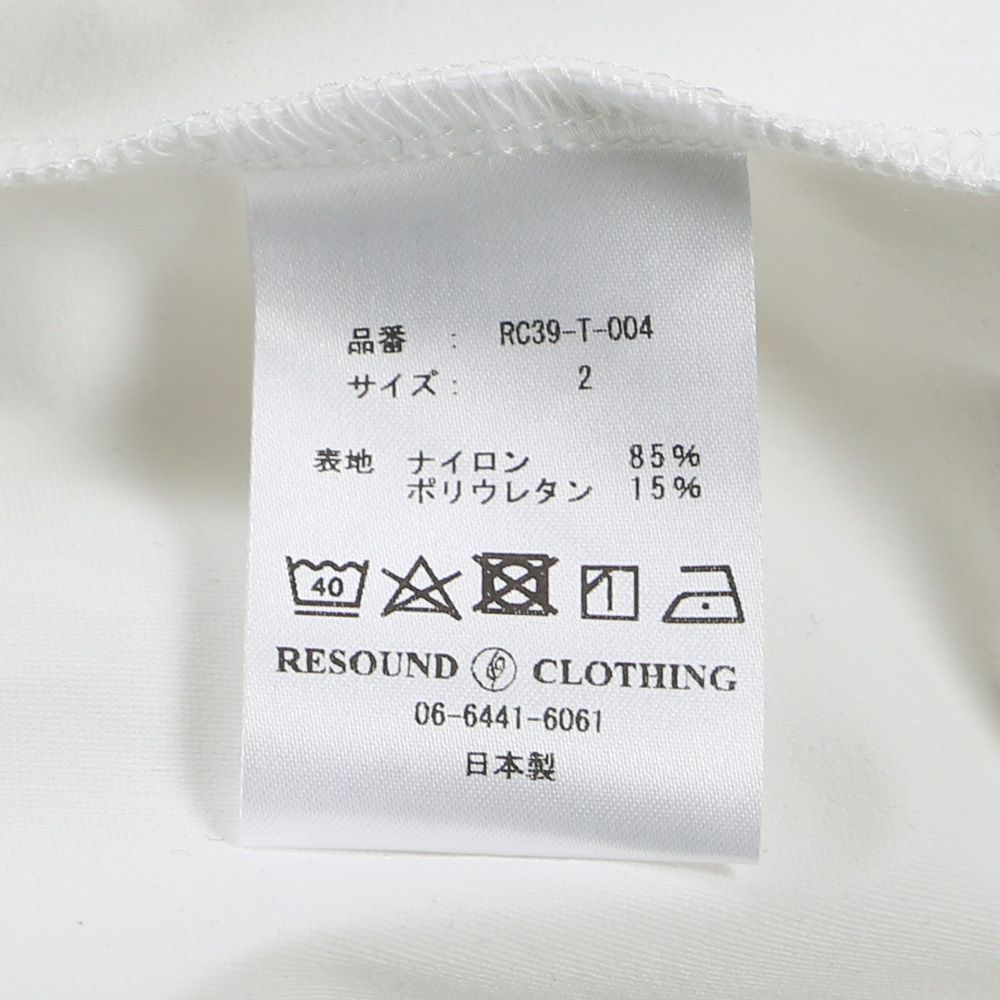 品番 : RC39-T-004
サイズ : 2
表地 ナイロン 85%
ポリウレタン 15%
40
RESOUND CLOTHING
06-6441-6061
日本製